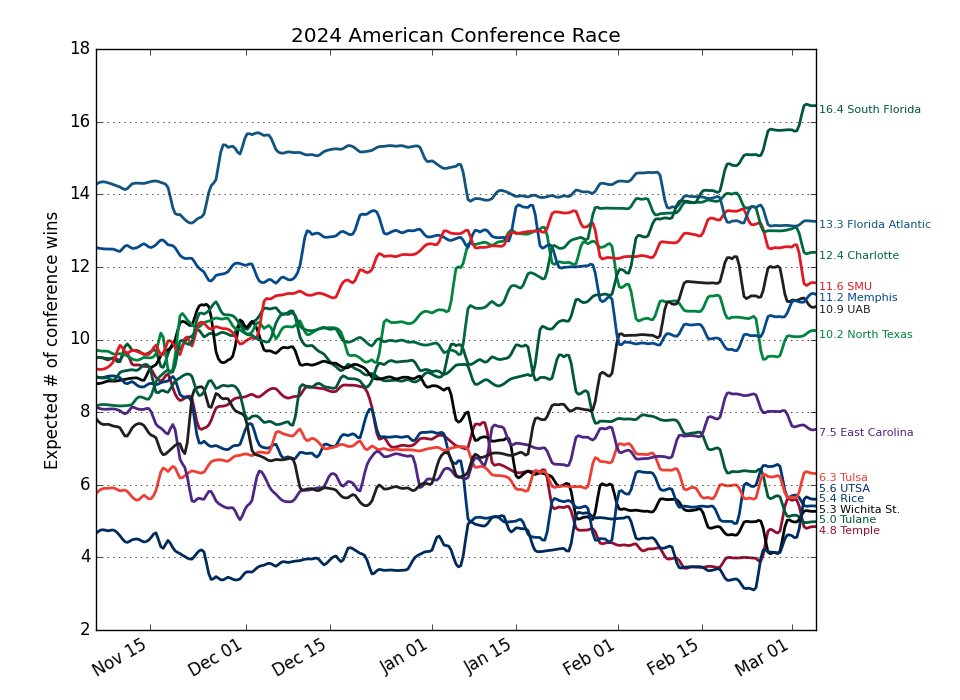 2024 American Conference Race
Expected # of conference wins
18
16
14
12
10
8
6
4
2
Nov 15
Dec 01
Dec 15
Jan 01
Jan 15
Feb 01
Feb 15
Mar 01
16.4 South Florida
13.3 Florida Atlantic
12.4 Charlotte
11.6 SMU
11.2 Memphis
10.9 UAB
10.2 North Texas
7.5 East Carolina
6.3 Tulsa
5.6 UTSA
5.4 Rice
5.3 Wichita St.
5.0 Tulane
4.8 Temple